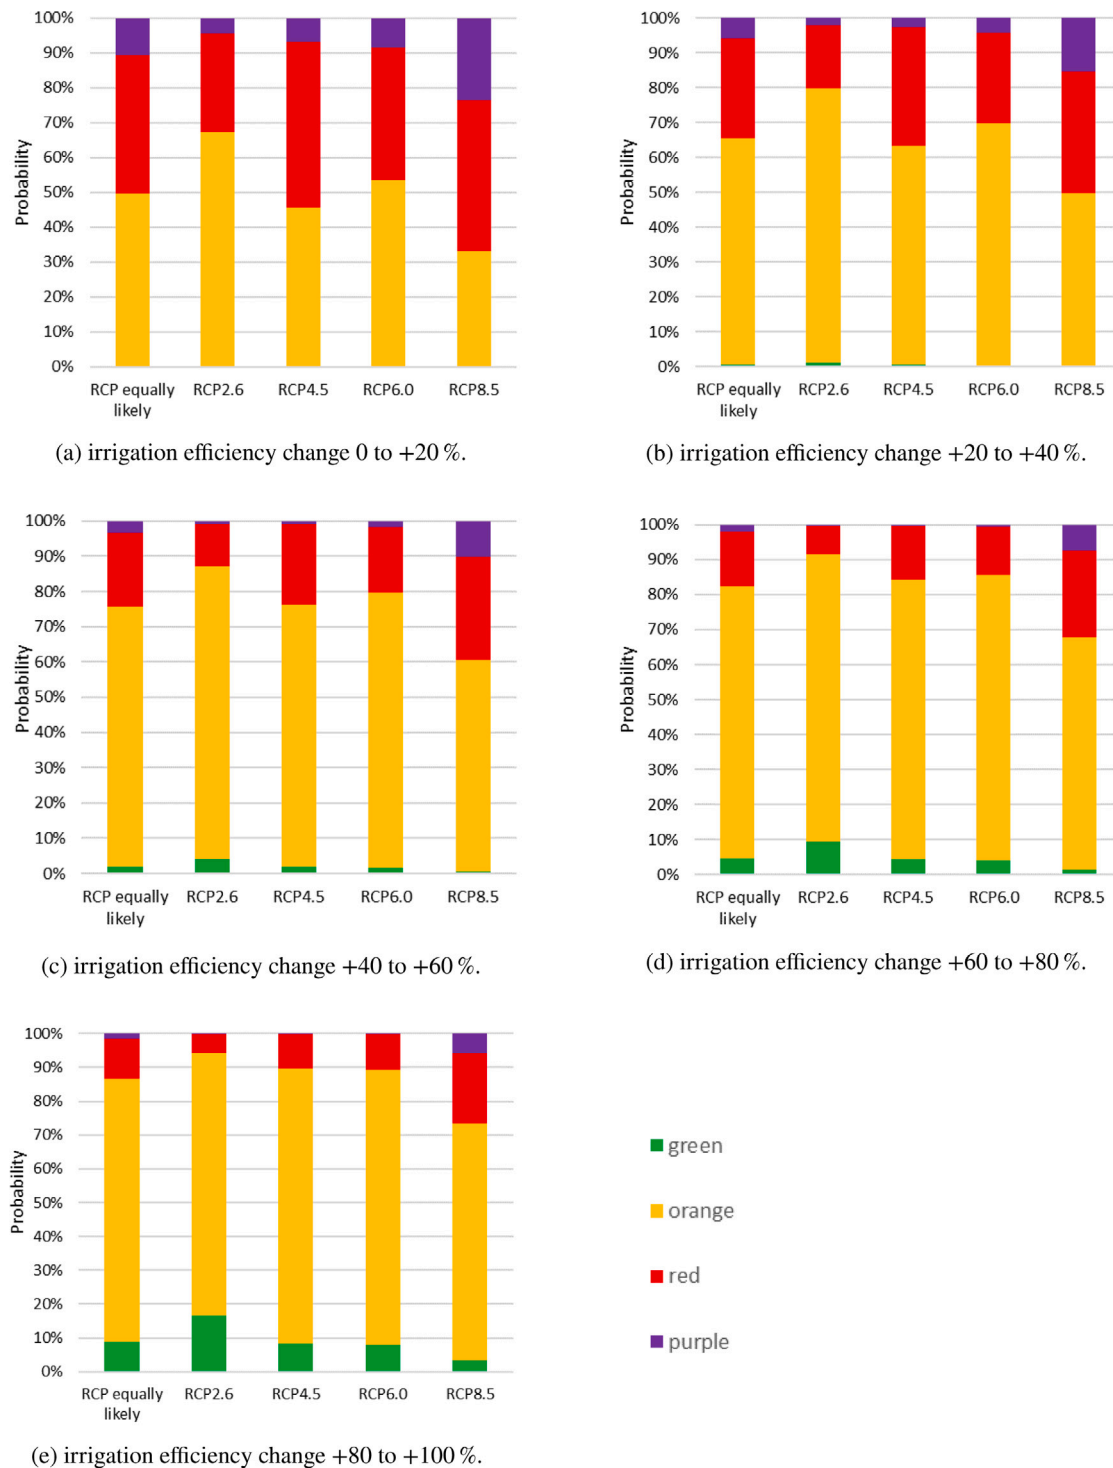 100%
90%
80%
70%
60%
50%
40%
30%
20%
10%
0%
Probability
RCP equally likely
RCP2.6
RCP4.5
RCP6.0
RCP8.5
(a) irrigation efficiency change 0 to +20 %.
100%
90%
80%
70%
60%
50%
40%
30%
20%
10%
0%
Probability
RCP equally likely
RCP2.6
RCP4.5
RCP6.0
RCP8.5
(b) irrigation efficiency change +20 to +40 %.
100%
90%
80%
70%
60%
50%
40%
30%
20%
10%
0%
Probability
RCP equally likely
RCP2.6
RCP4.5
RCP6.0
RCP8.5
(c) irrigation efficiency change +40 to +60 %.
100%
90%
80%
70%
60%
50%
40%
30%
20%
10%
0%
Probability
RCP equally likely
RCP2.6
RCP4.5
RCP6.0
RCP8.5
(d) irrigation efficiency change +60 to +80 %.
100%
90%
80%
70%
60%
50%
40%
30%
20%
10%
0%
Probability
RCP equally likely
RCP2.6
RCP4.5
RCP6.0
RCP8.5
(e) irrigation efficiency change +80 to +100 %.
green
orange
red
purple